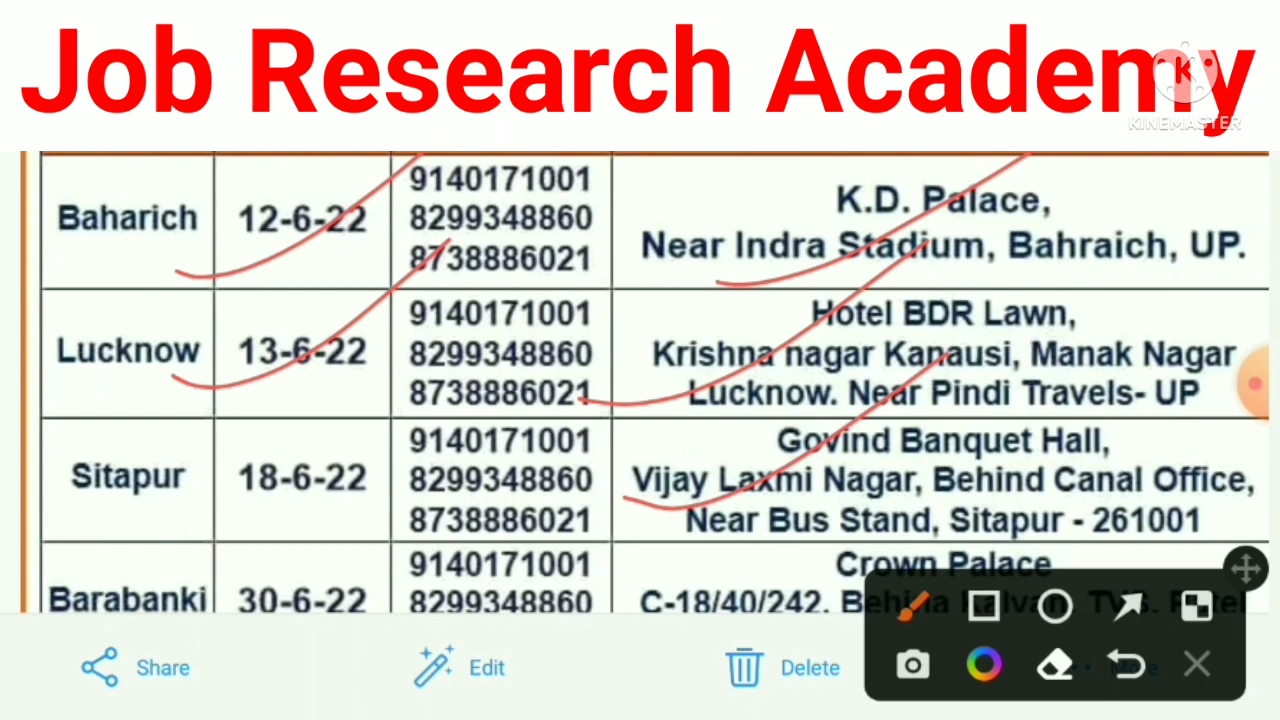 Job Research Academy
K
KINEMASTER
Baharich 12-6-22 9140171001 8299348860 8738886021 K.D. Palace,
Near Indra Stadium, Bahraich, UP.
Lucknow 13-6-22 9140171001 8299348860 8738886021 Hotel BDR Lawn,
Krishna nagar Kanausi, Manak Nagar
Lucknow. Near Pindi Travels- UP
Sitapur 18-6-22 9140171001 8299348860 8738886021 Govind Banquet Hall,
Vijay Laxmi Nagar, Behind Canal Office,
Near Bus Stand, Sitapur - 261001
Barabanki 30-6-22 9140171001 8299348860 Crown Palace
C-18/40/242,
Share Edit Delete